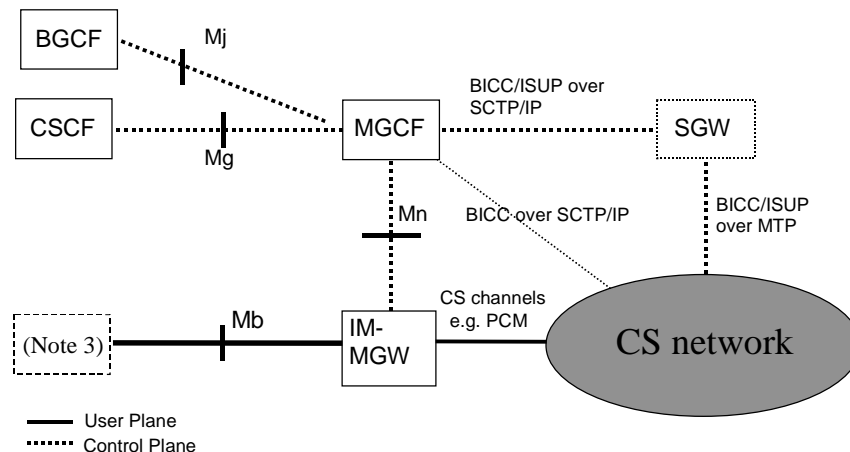 BGCF
Mj
CSCF
Mg
MGCF
BICC/ISUP over
SCTP/IP
SGW
Mn
BICC over SCTP/IP
BICC/ISUP
over MTP
(Note 3)
Mb
IM-
MGW
CS channels
e.g. PCM
CS network
User Plane
Control Plane